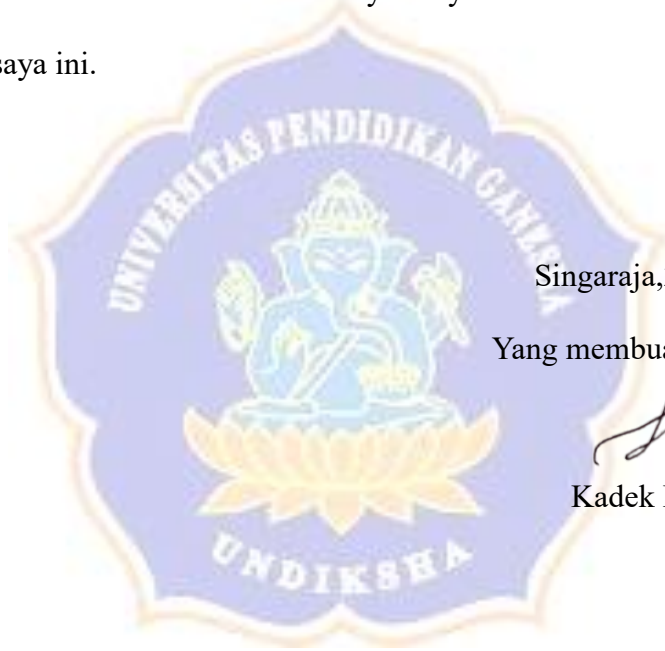 saya ini.
UNIVERSITAS PENDIDIKAN GANESHA
Singaraja,
Yang membua
Kadek
UNDIKSHA